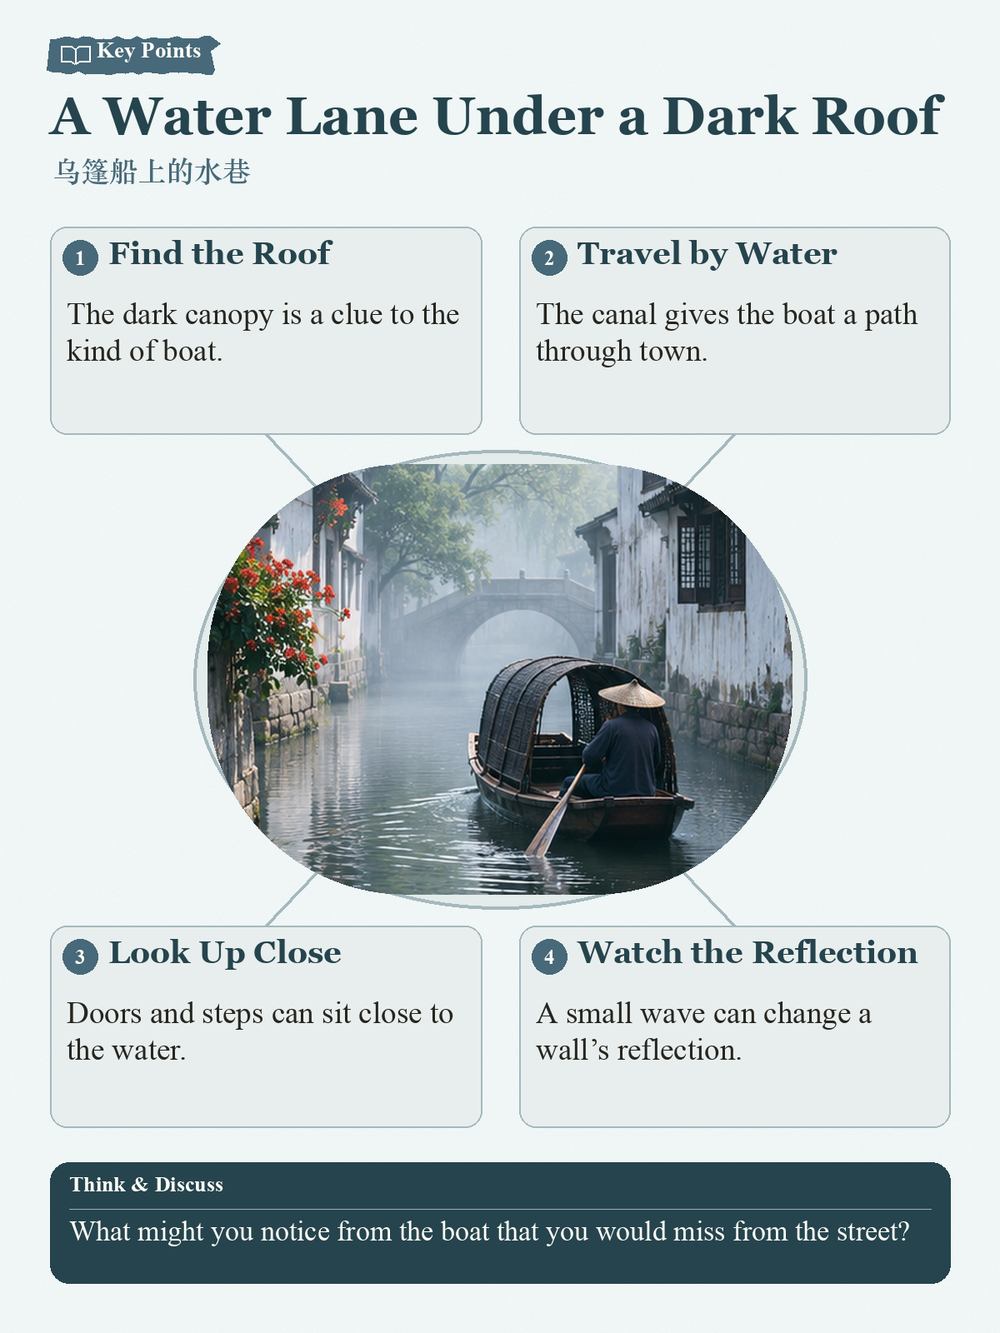 Key Points
A Water Lane Under a Dark Roof
乌篷船上的水巷
1 Find the Roof
The dark canopy is a clue to the
kind of boat.
2 Travel by Water
The canal gives the boat a path
through town.
3 Look Up Close
Doors and steps can sit close to
the water.
4 Watch the Reflection
A small wave can change a
wall’s reflection.
Think & Discuss
What might you notice from the boat that you would miss from the street?